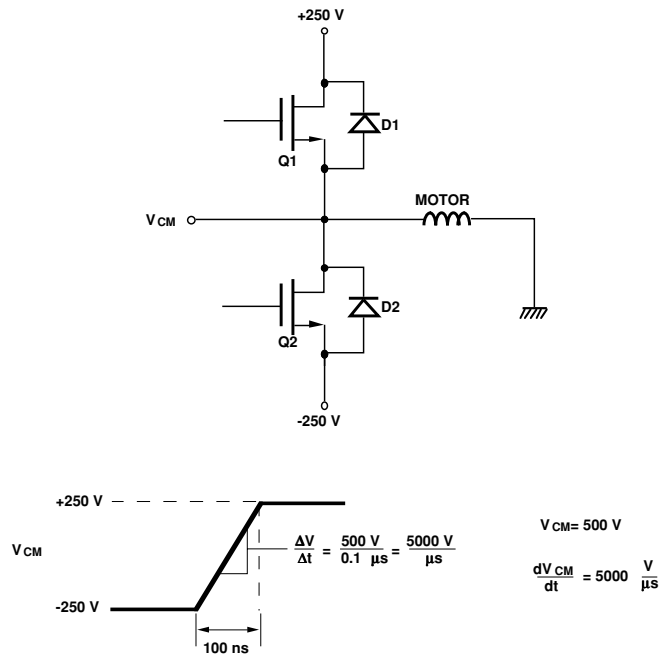 +250 V
D1
Q1
MOTOR
V CM
D2
Q2
-250 V
+250 V
V CM
ΔV/Δt = 500 V/0.1 µs = 5000 V/µs
-250 V
100 ns
V CM = 500 V
dV CM/dt = 5000 V/µs